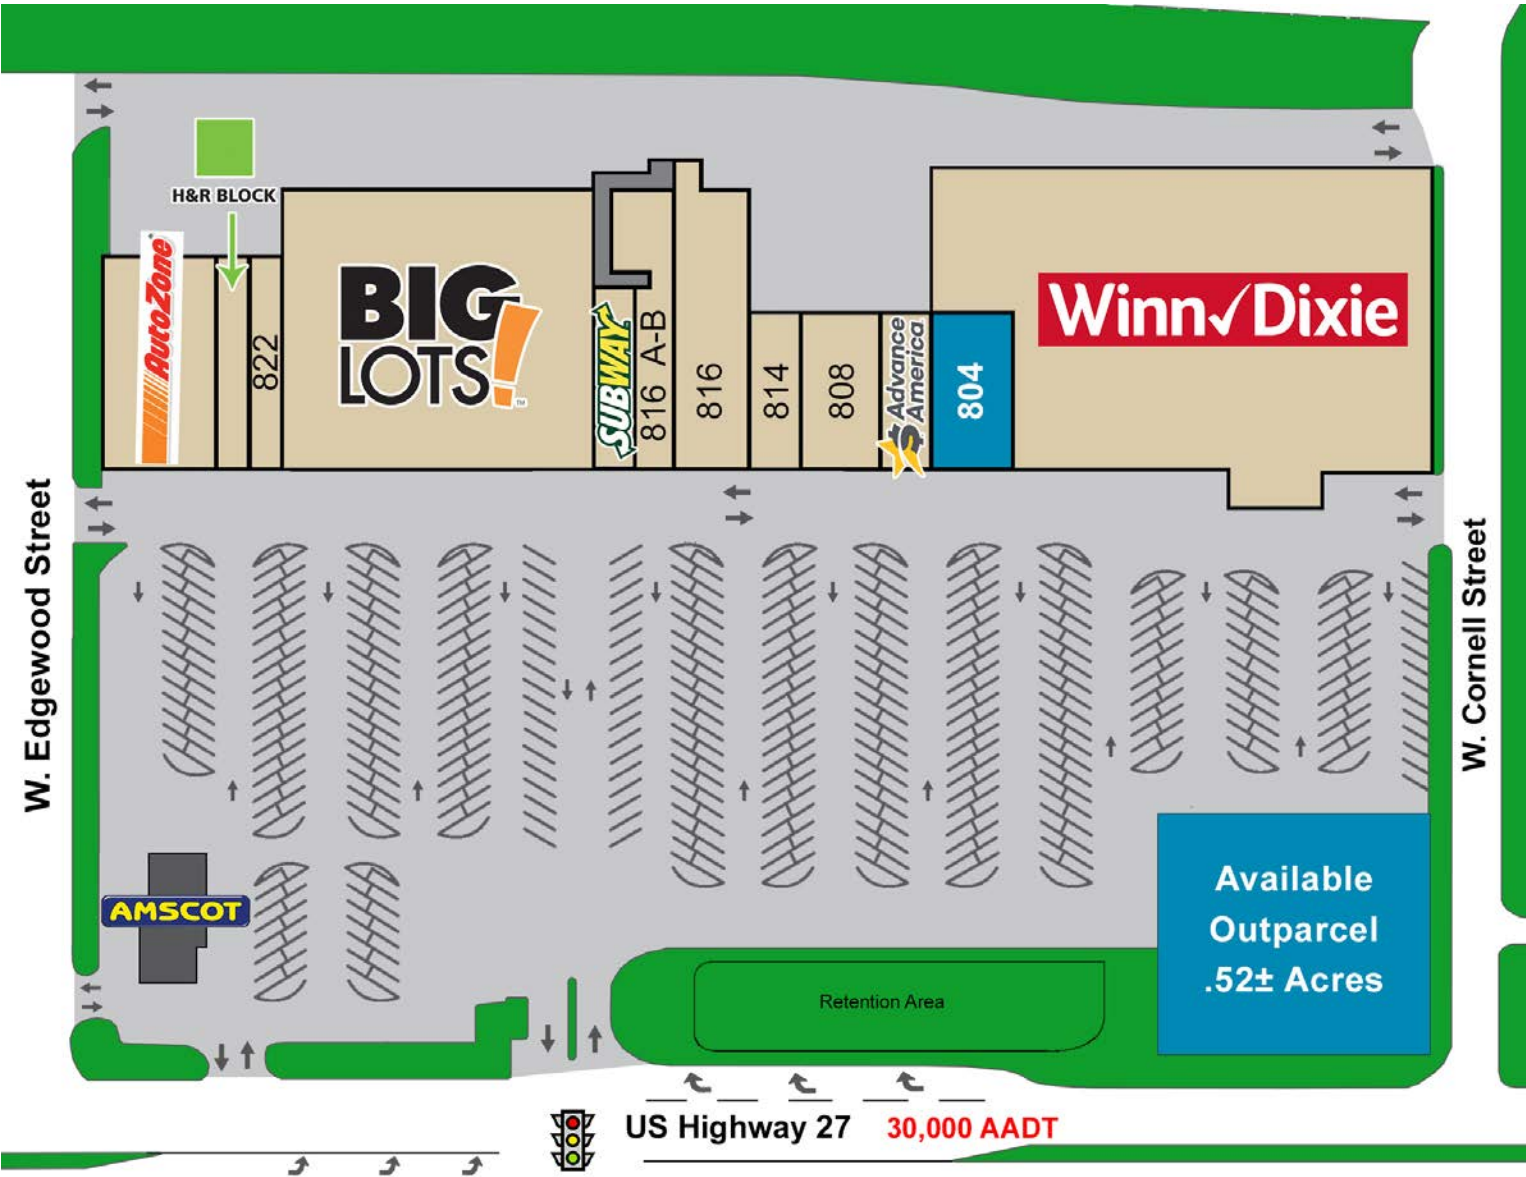 H&R BLOCK
AutoZone
822
BIG
LOTS!
™
SUBWAY
816 A-B
816
814
808
Advance
America
804
Winn✓Dixie
W. Edgewood Street
W. Cornell Street
AMSCOT
Available
Outparcel
.52± Acres
Retention Area
US Highway 27 30,000 AADT